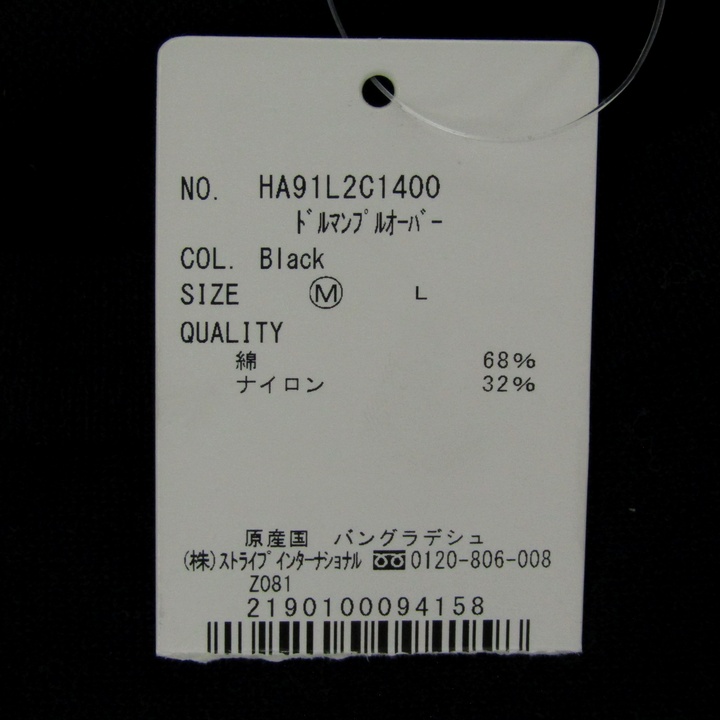 NO. HA91L2C1400
ﾄﾞﾙﾏﾝﾌﾟﾙｵｰﾊﾞｰ
COL. Black
SIZE Ⓜ L
QUALITY
綿 68%
ナイロン 32%
原産国 バングラデシュ
(株)ｽﾄﾗｲﾌﾟｲﾝﾀｰﾅｼｮﾅﾙ 0120-806-008
Z081
2190100094158